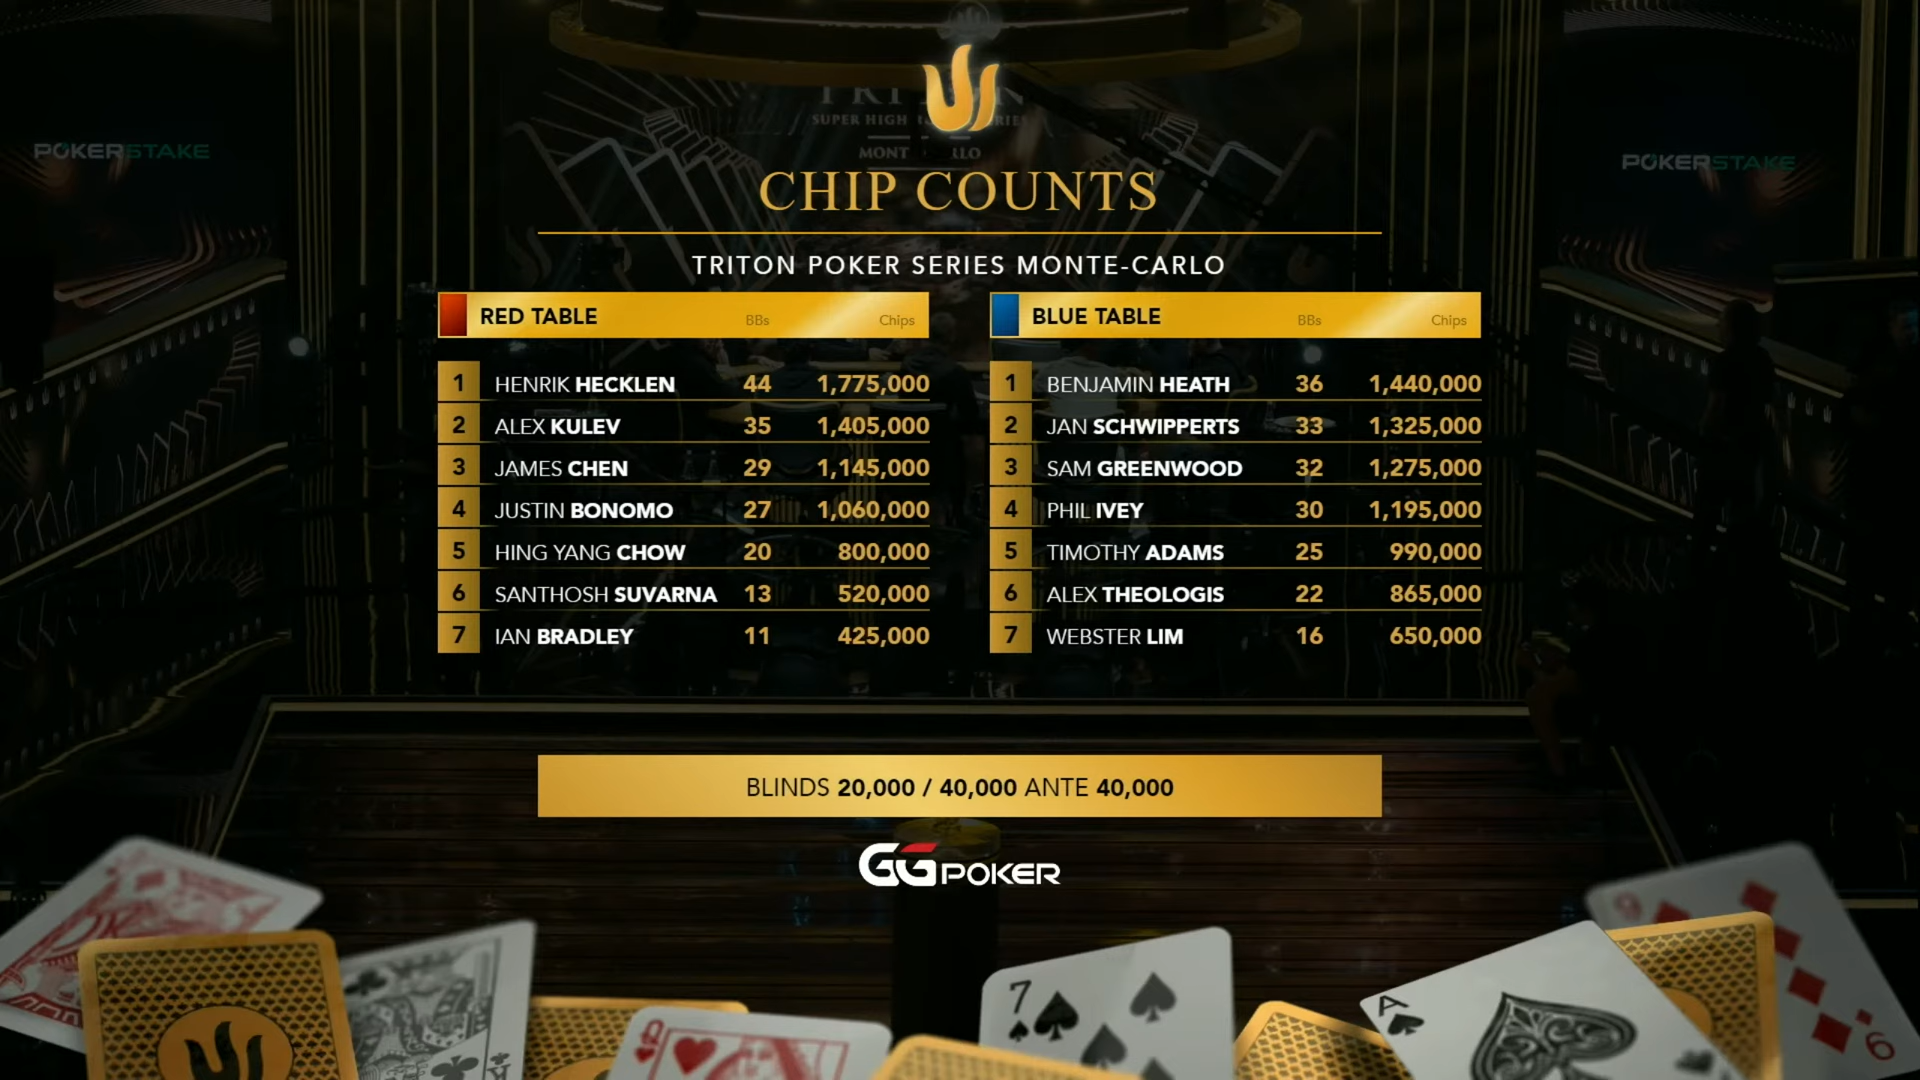 SUPER HIGH
MONT
POKERSTAKE
POKERSTAKE
CHIP COUNTS
TRITON POKER SERIES MONTE-CARLO
RED TABLE BBs Chips
1 HENRIK HECKLEN 44 1,775,000
2 ALEX KULEV 35 1,405,000
3 JAMES CHEN 29 1,145,000
4 JUSTIN BONOMO 27 1,060,000
5 HING YANG CHOW 20 800,000
6 SANTHOSH SUVARNA 13 520,000
7 IAN BRADLEY 11 425,000
BLUE TABLE BBs Chips
1 BENJAMIN HEATH 36 1,440,000
2 JAN SCHWIPPERTS 33 1,325,000
3 SAM GREENWOOD 32 1,275,000
4 PHIL IVEY 30 1,195,000
5 TIMOTHY ADAMS 25 990,000
6 ALEX THEOLOGIS 22 865,000
7 WEBSTER LIM 16 650,000
BLINDS 20,000 / 40,000 ANTE 40,000
GGPOKER
Q
K
7
A
9
9